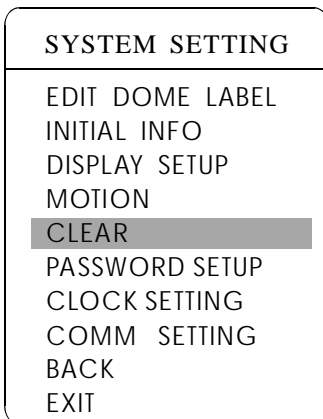 SYSTEM SETTING
EDIT DOME LABEL
INITIAL INFO
DISPLAY SETUP
MOTION
CLEAR
PASSWORD SETUP
CLOCK SETTING
COMM SETTING
BACK
EXIT